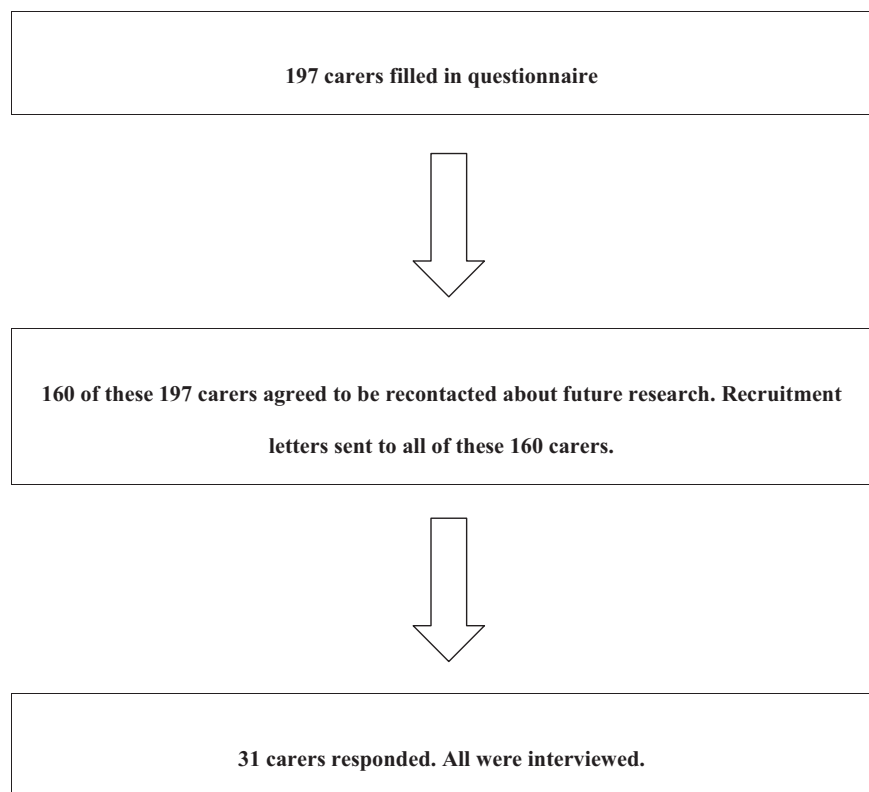 197 carers filled in questionnaire
160 of these 197 carers agreed to be recontacted about future research. Recruitment
letters sent to all of these 160 carers.
31 carers responded. All were interviewed.